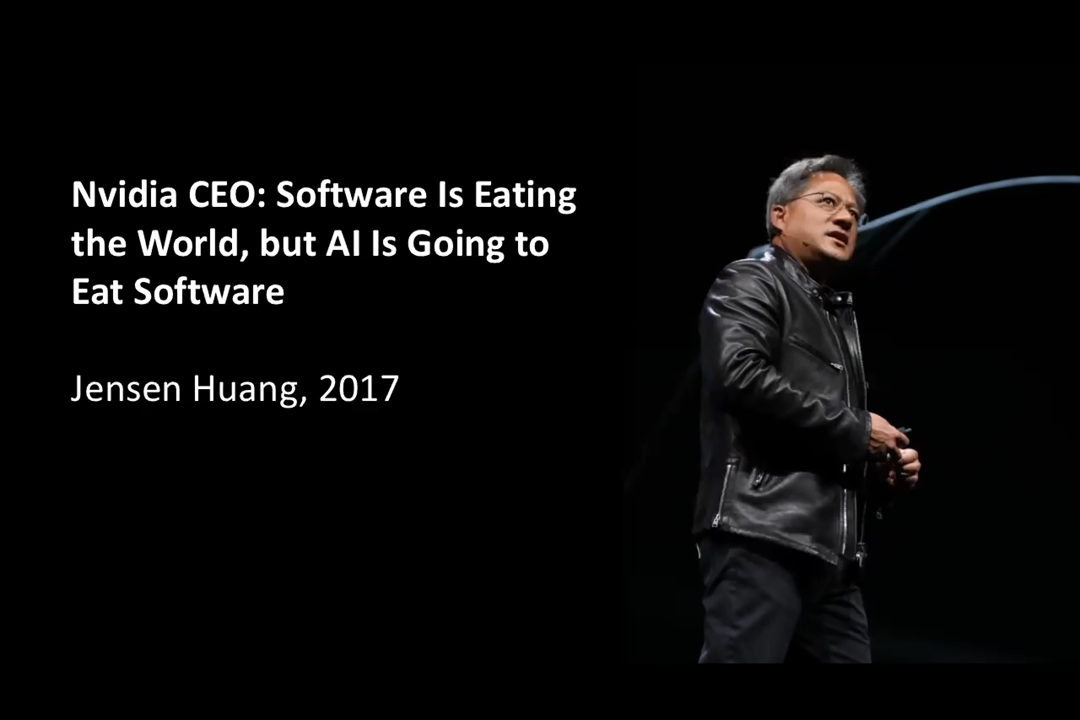 Nvidia CEO: Software Is Eating
the World, but AI Is Going to
Eat Software
Jensen Huang, 2017